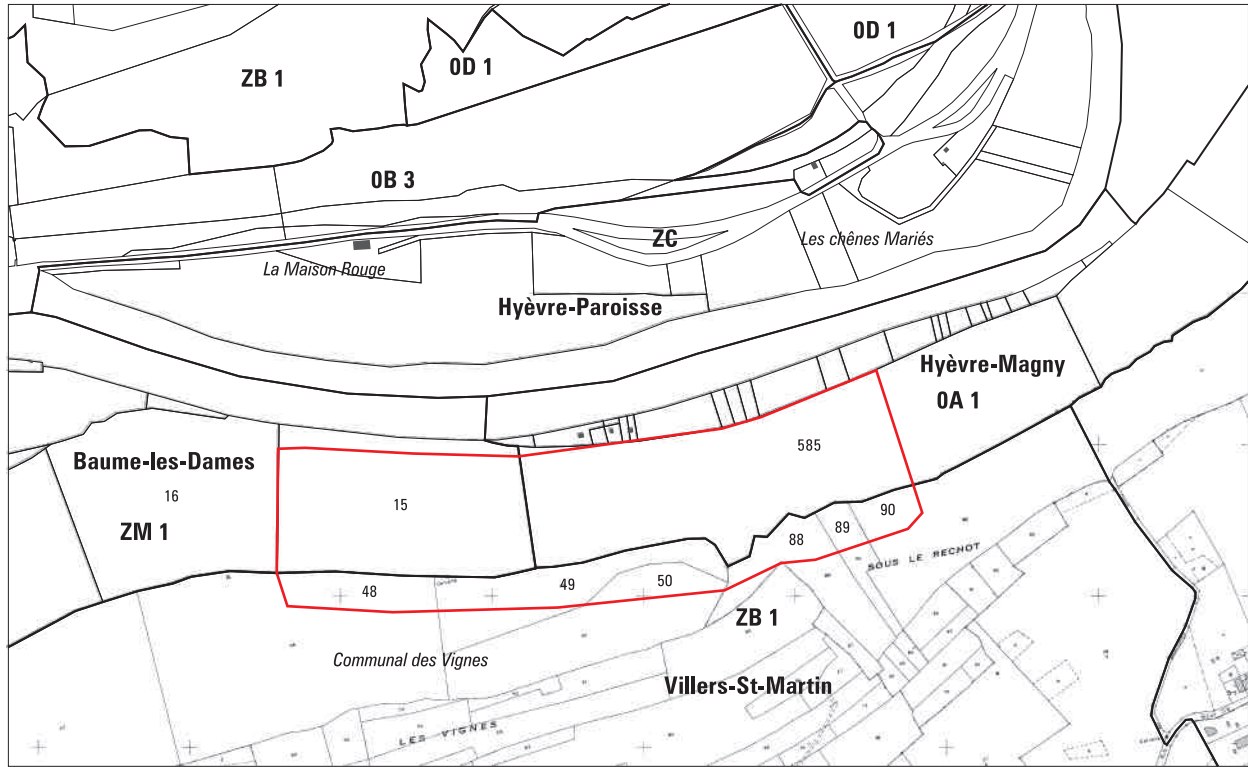 0D 1
0D 1
ZB 1
0B 3
ZC
Les chênes Mariés
La Maison Rouge
Hyèvre-Paroisse
Hyèvre-Magny
0A 1
585
Baume-les-Dames
16
15
ZM 1
90
89
88
SOUS LE RECHOT
50
49
48
ZB 1
Communal des Vignes
Villers-St-Martin
LES VIGNES